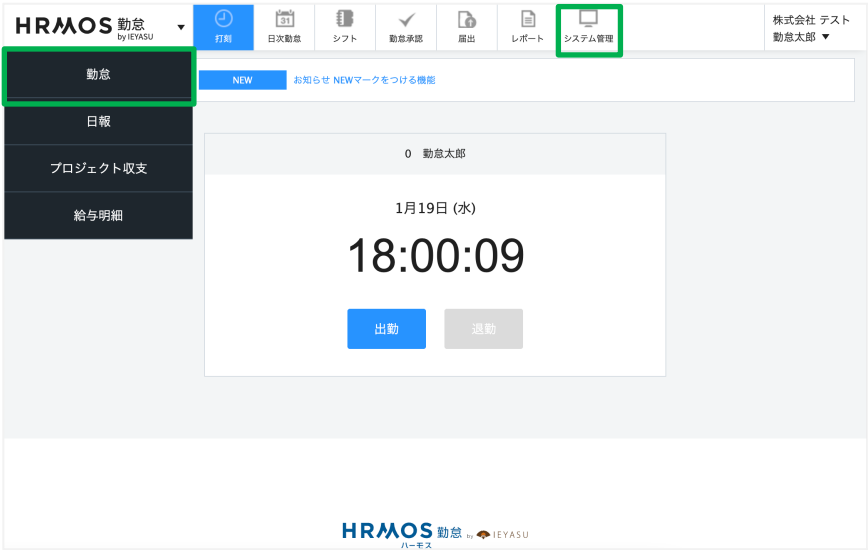 HRMOS 勤怠 ▼
by IEYASU
打刻
31
日次勤怠
シフト
勤怠承認
届出
レポート
システム管理
株式会社 テスト
勤怠太郎 ▼
勤怠
日報
プロジェクト収支
給与明細
NEW お知らせ NEWマークをつける機能
0 勤怠太郎
1月19日 (水)
18:00:09
出勤 退勤
HRMOS 勤怠 by IEYASU
ハーモス